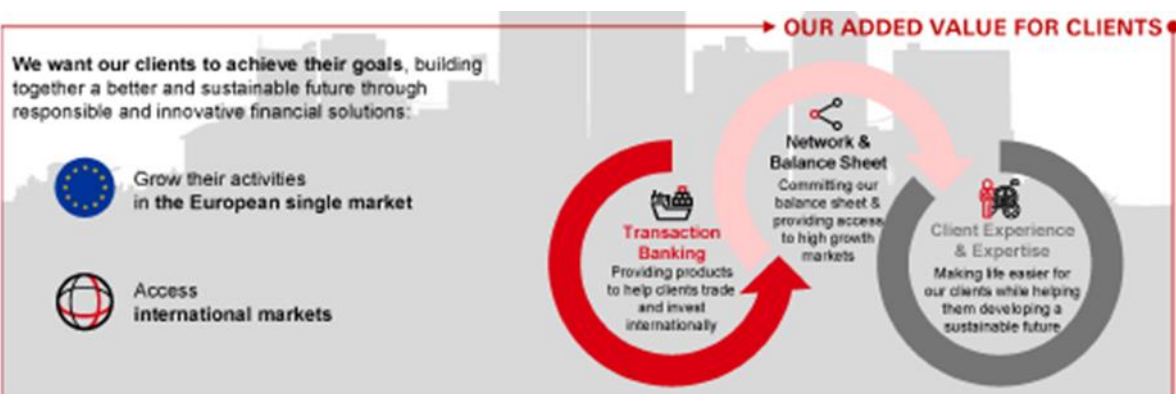 OUR ADDED VALUE FOR CLIENTS
We want our clients to achieve their goals, building
together a better and sustainable future through
responsible and innovative financial solutions:
Grow their activities
in the European single market
Access
international markets
Transaction
Banking
Providing products
to help clients trade
and invest
internationally
Network &
Balance Sheet
Committing our
balance sheet &
providing access
to high growth
markets
Client Experience
& Expertise
Making life easier for
our clients while helping
them developing a
sustainable future